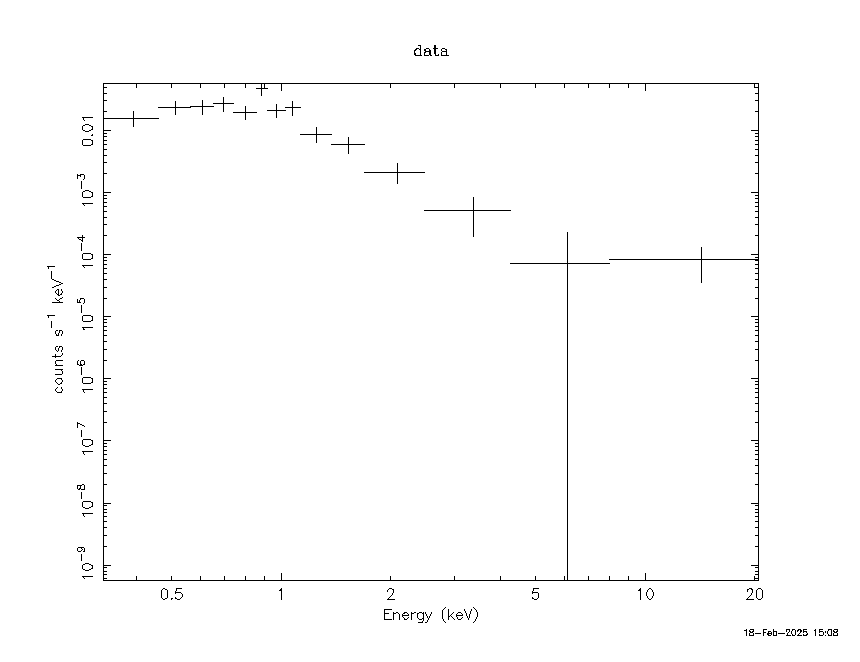 data
counts s⁻¹ keV⁻¹
0.01
10⁻³
10⁻⁴
10⁻⁵
10⁻⁶
10⁻⁷
10⁻⁸
10⁻⁹
0.5 1 2 5 10 20
Energy (keV)
18-Feb-2025 15:08